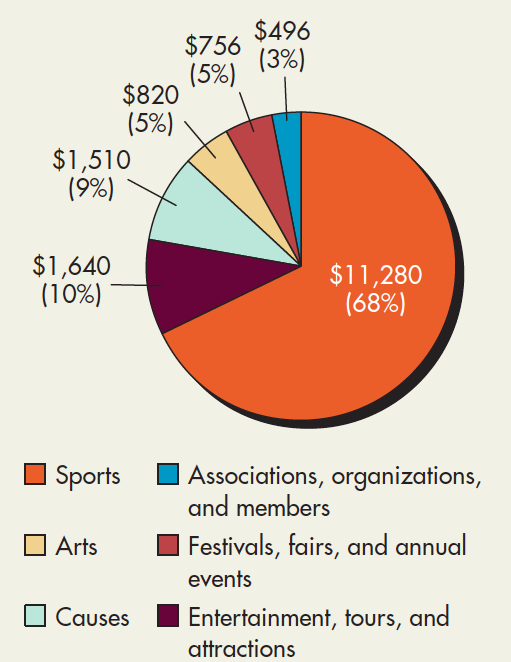 $496
(3%)
$756
(5%)
$820
(5%)
$1,510
(9%)
$1,640
(10%)
$11,280
(68%)
Sports
Associations, organizations,
and members
Arts
Festivals, fairs, and annual
events
Causes
Entertainment, tours, and
attractions